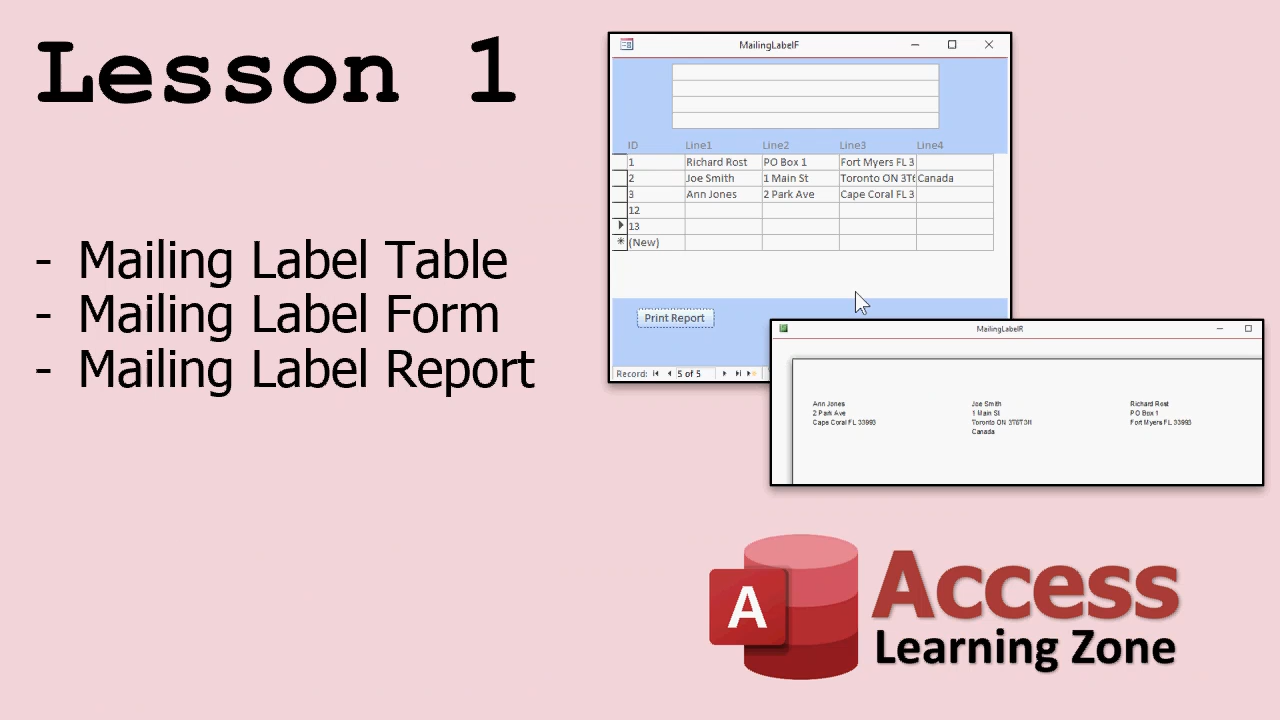 Lesson 1
- Mailing Label Table
- Mailing Label Form
- Mailing Label Report
MailingLabelF
ID Line1 Line2 Line3 Line4
1 Richard Rost PO Box 1 Fort Myers FL 3
2 Joe Smith 1 Main St Toronto ON 3T6 Canada
3 Ann Jones 2 Park Ave Cape Coral FL 3
12
13
(New)
Print Report
Record: 5 of 5
MailingLabelR
Ann Jones Joe Smith Richard Rost
2 Park Ave 1 Main St PO Box 1
Cape Coral FL 33993 Toronto ON Fort Myers FL 33993
Canada
A
Access
Learning Zone